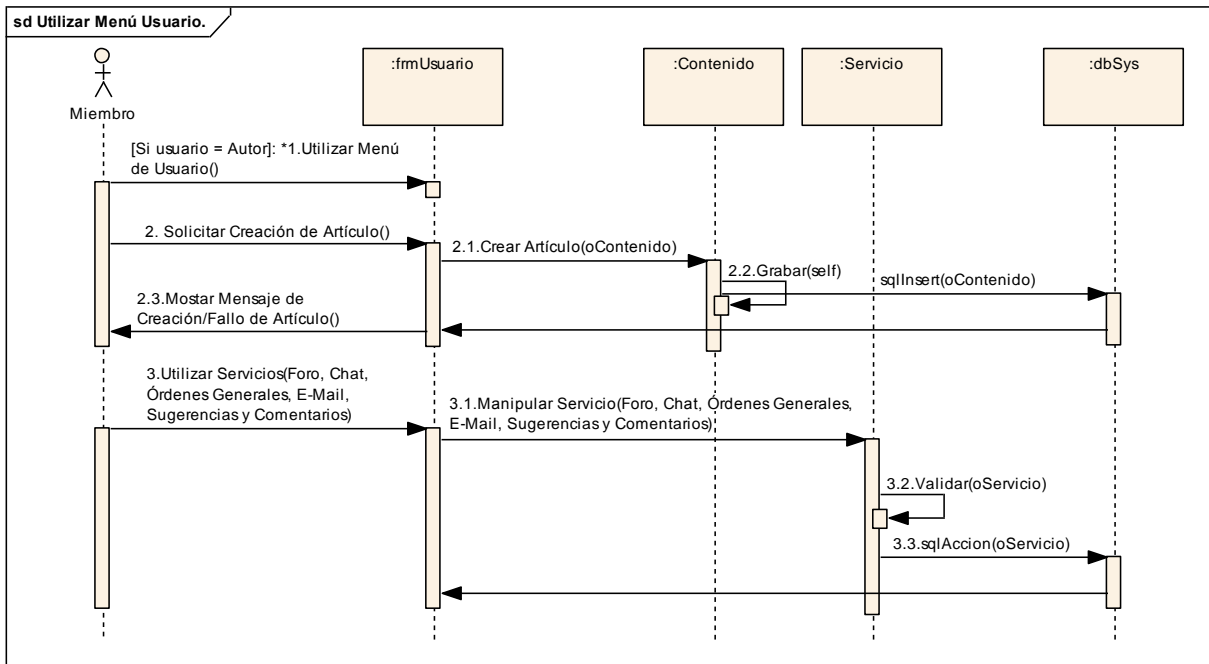 sd Utilizar Menú Usuario.
Miembro
:frmUsuario
:Contenido
:Servicio
:dbSys
[Si usuario = Autor]: *1.Utilizar Menú
de Usuario()
2. Solicitar Creación de Artículo()
2.1.Crear Artículo(oContenido)
2.2.Grabar(self)
sqlInsert(oContenido)
2.3.Mostar Mensaje de
Creación/Fallo de Artículo()
3.Utilizar Servicios(Foro, Chat,
Órdenes Generales, E-Mail,
Sugerencias y Comentarios)
3.1.Manipular Servicio(Foro, Chat, Órdenes Generales,
E-Mail, Sugerencias y Comentarios)
3.2.Validar(oServicio)
3.3.sqlAccion(oServicio)